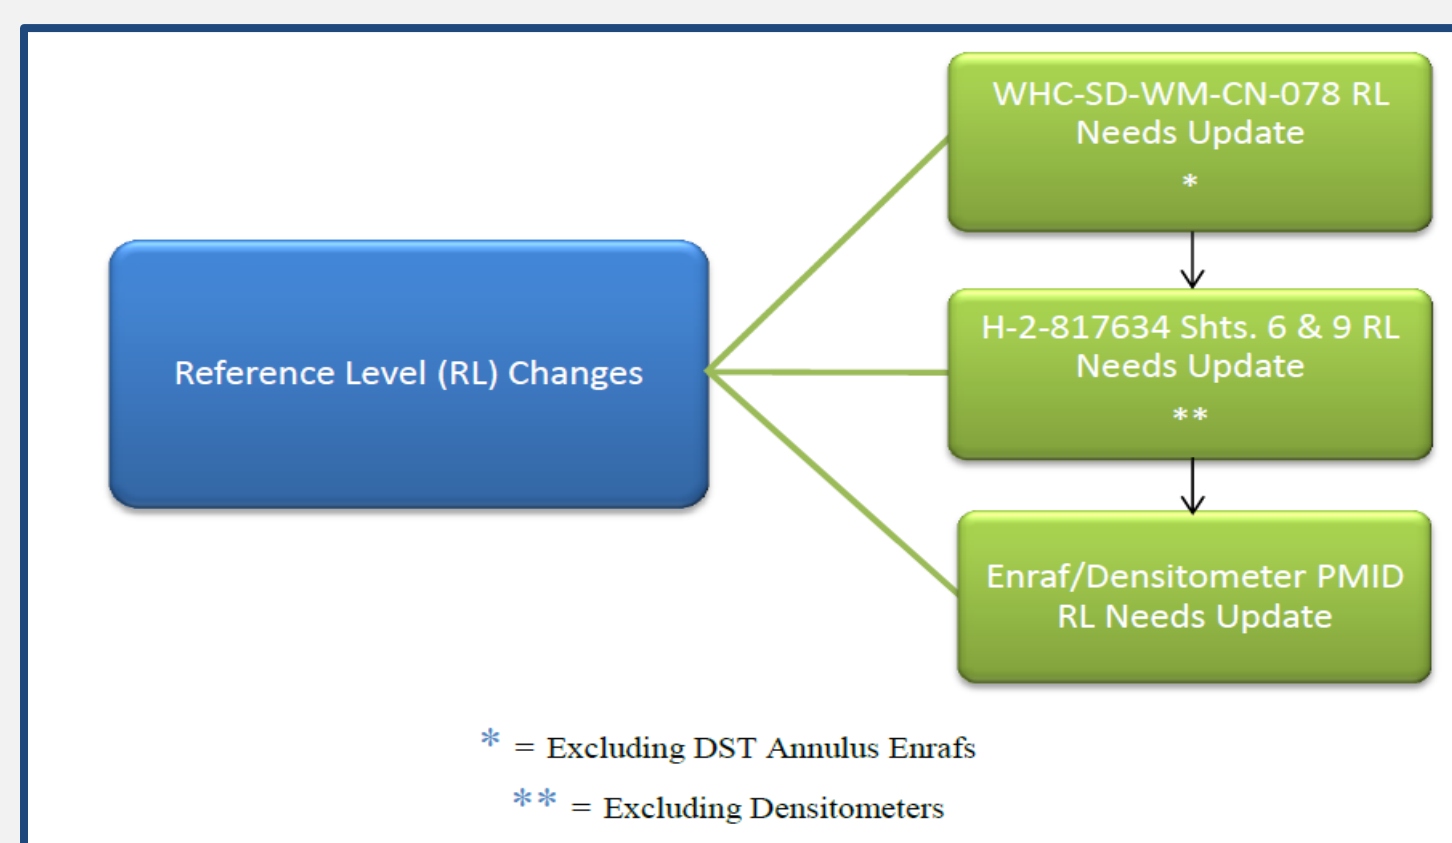 WHC-SD-WM-CN-078 RL
Needs Update
*
Reference Level (RL) Changes
H-2-817634 Shts. 6 & 9 RL
Needs Update
**
Enraf/Densitometer PMID
RL Needs Update
* = Excluding DST Annulus Enrafs
** = Excluding Densitometers